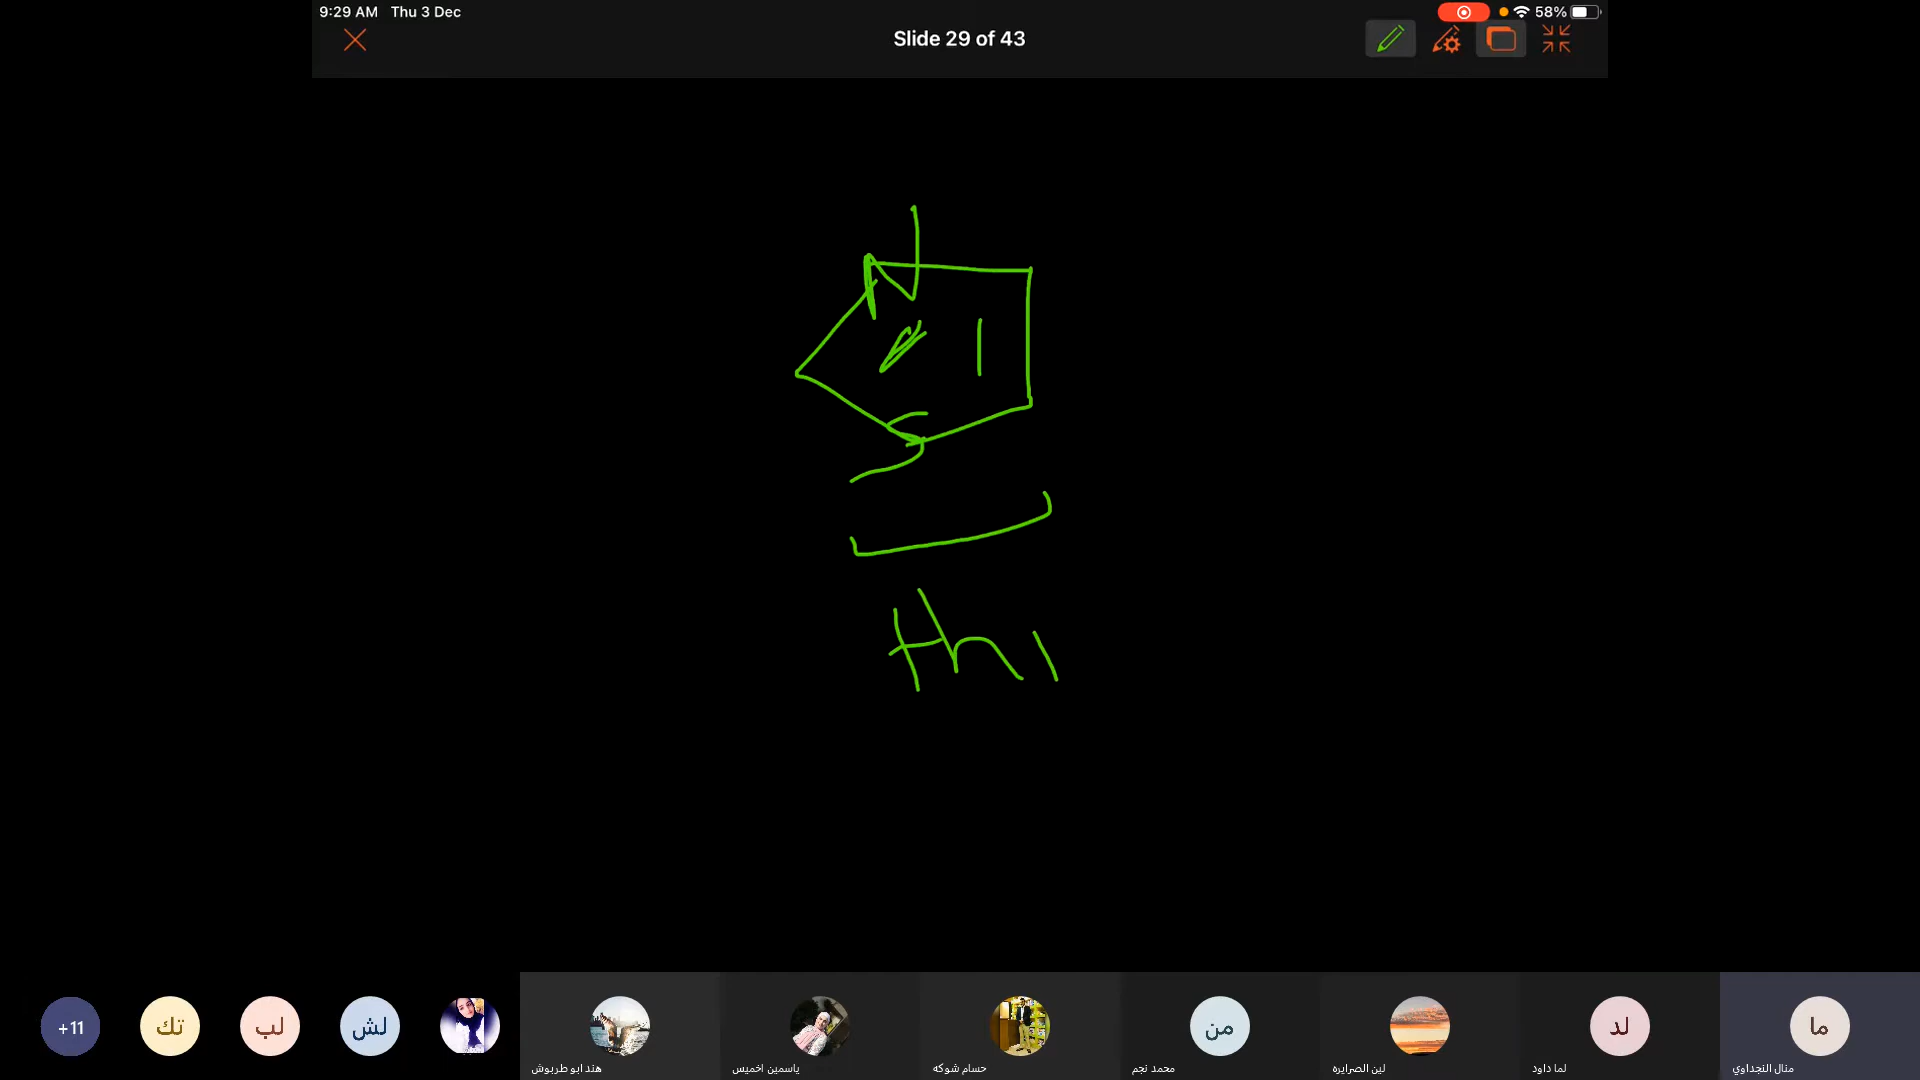 9:29 AM Thu 3 Dec
58%
Slide 29 of 43
N
S
Thi
+11
تك
لب
لش
من
لد
ما
هند ابو طربوش
ياسمين اخميس
حسام شوكه
محمد نجم
لين الصرايره
لما داود
منال النجداوي